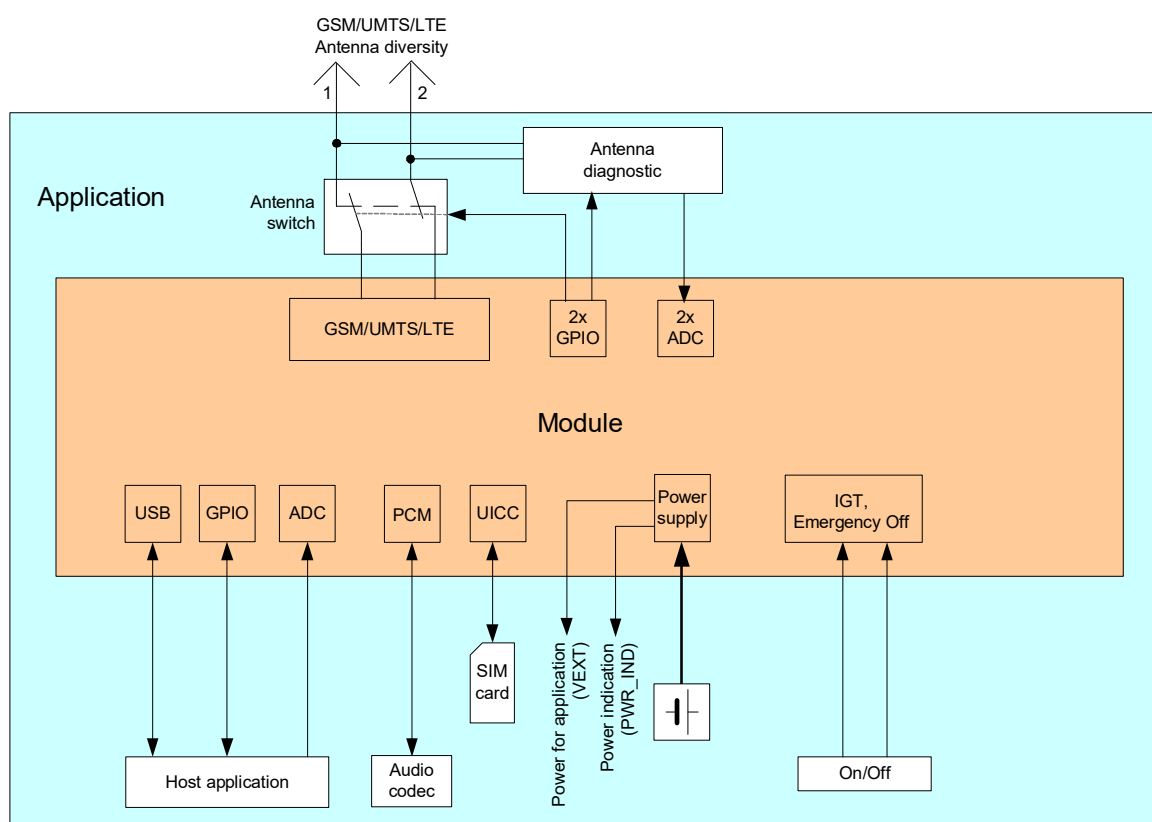 GSM/UMTS/LTE
Antenna diversity
1
2
Antenna
diagnostic
Application
Antenna
switch
GSM/UMTS/LTE
2x
GPIO
2x
ADC
Module
USB
GPIO
ADC
PCM
UICC
Power
supply
IGT,
Emergency Off
SIM
card
Power for application
(VEXT)
Power indication
(PWR_IND)
Host application
Audio
codec
On/Off